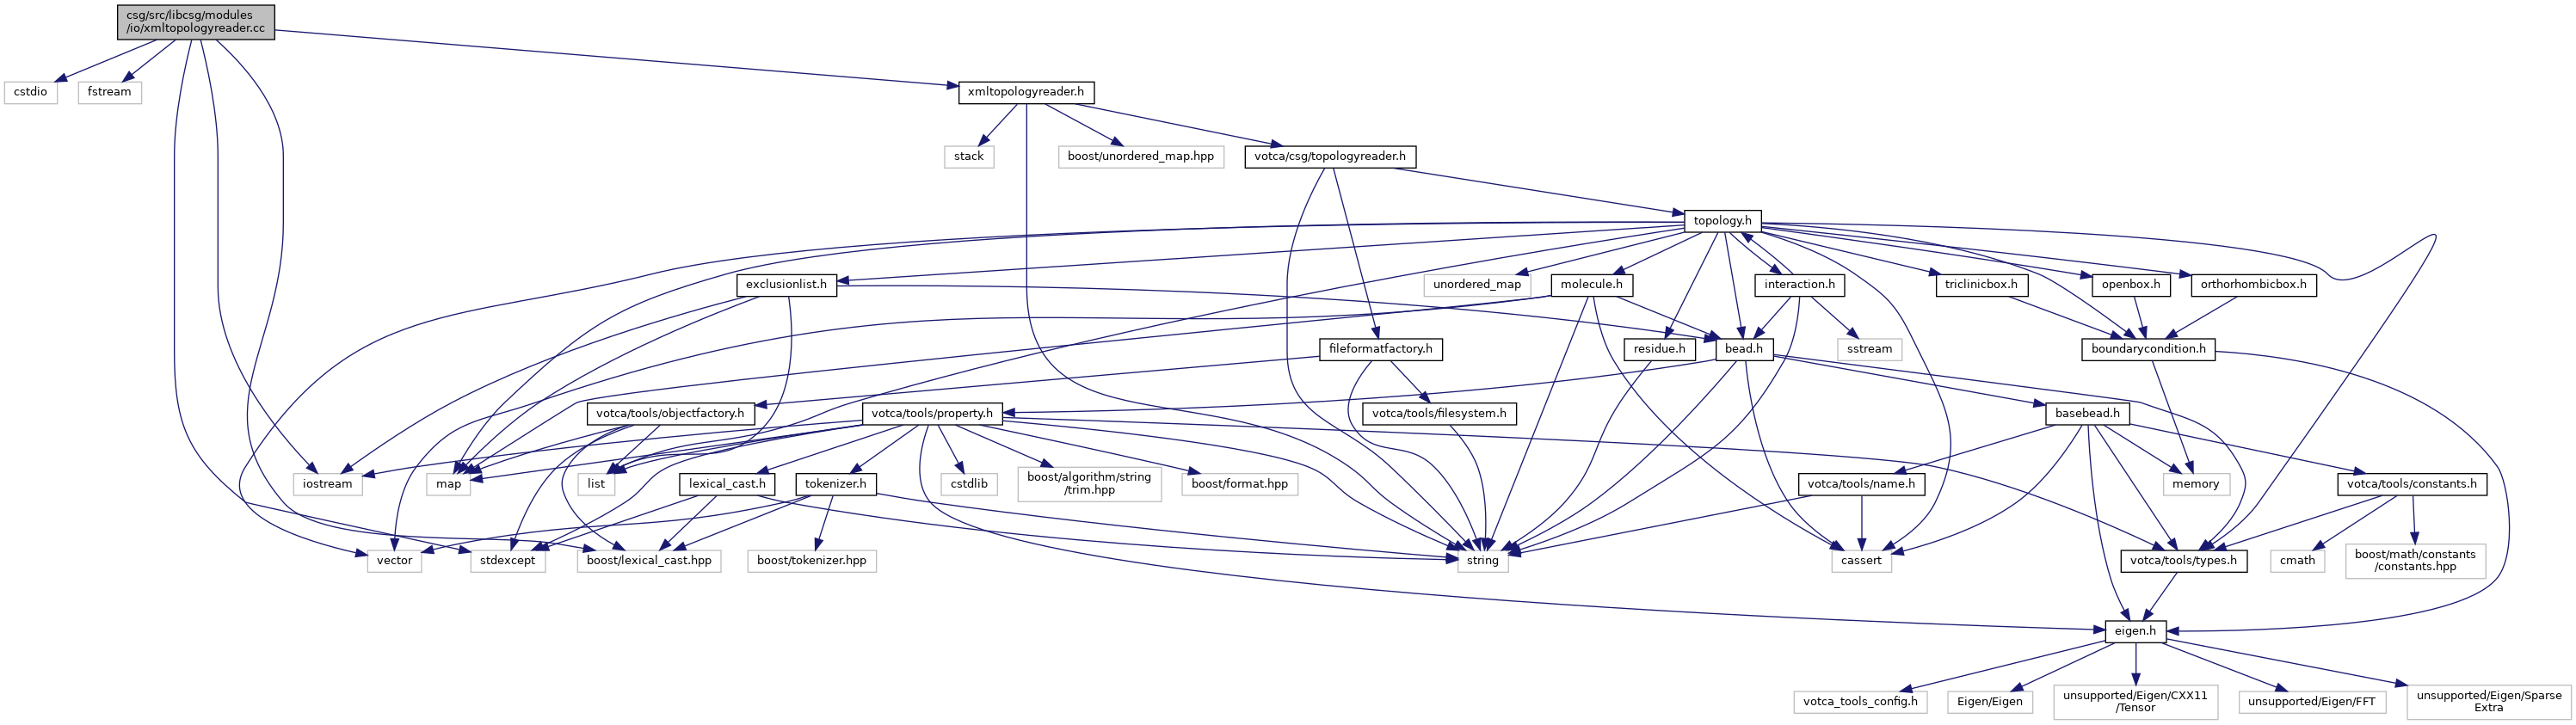 csg/src/libcsg/modules
/io/xmltopologyreader.cc
cstdio
fstream
xmltopologyreader.h
stack
boost/unordered_map.hpp
votca/csg/topologyreader.h
topology.h
exclusionlist.h
unordered_map
molecule.h
interaction.h
triclinicbox.h
openbox.h
orthorhombicbox.h
fileformatfactory.h
residue.h
bead.h
sstream
boundarycondition.h
votca/tools/objectfactory.h
votca/tools/property.h
votca/tools/filesystem.h
basebead.h
iostream
map
list
lexical_cast.h
tokenizer.h
cstdlib
boost/algorithm/string
/trim.hpp
boost/format.hpp
votca/tools/name.h
memory
votca/tools/constants.h
vector
stdexcept
boost/lexical_cast.hpp
boost/tokenizer.hpp
string
cassert
votca/tools/types.h
cmath
boost/math/constants
/constants.hpp
eigen.h
votca_tools_config.h
Eigen/Eigen
unsupported/Eigen/CXX11
/Tensor
unsupported/Eigen/FFT
unsupported/Eigen/Sparse
Extra